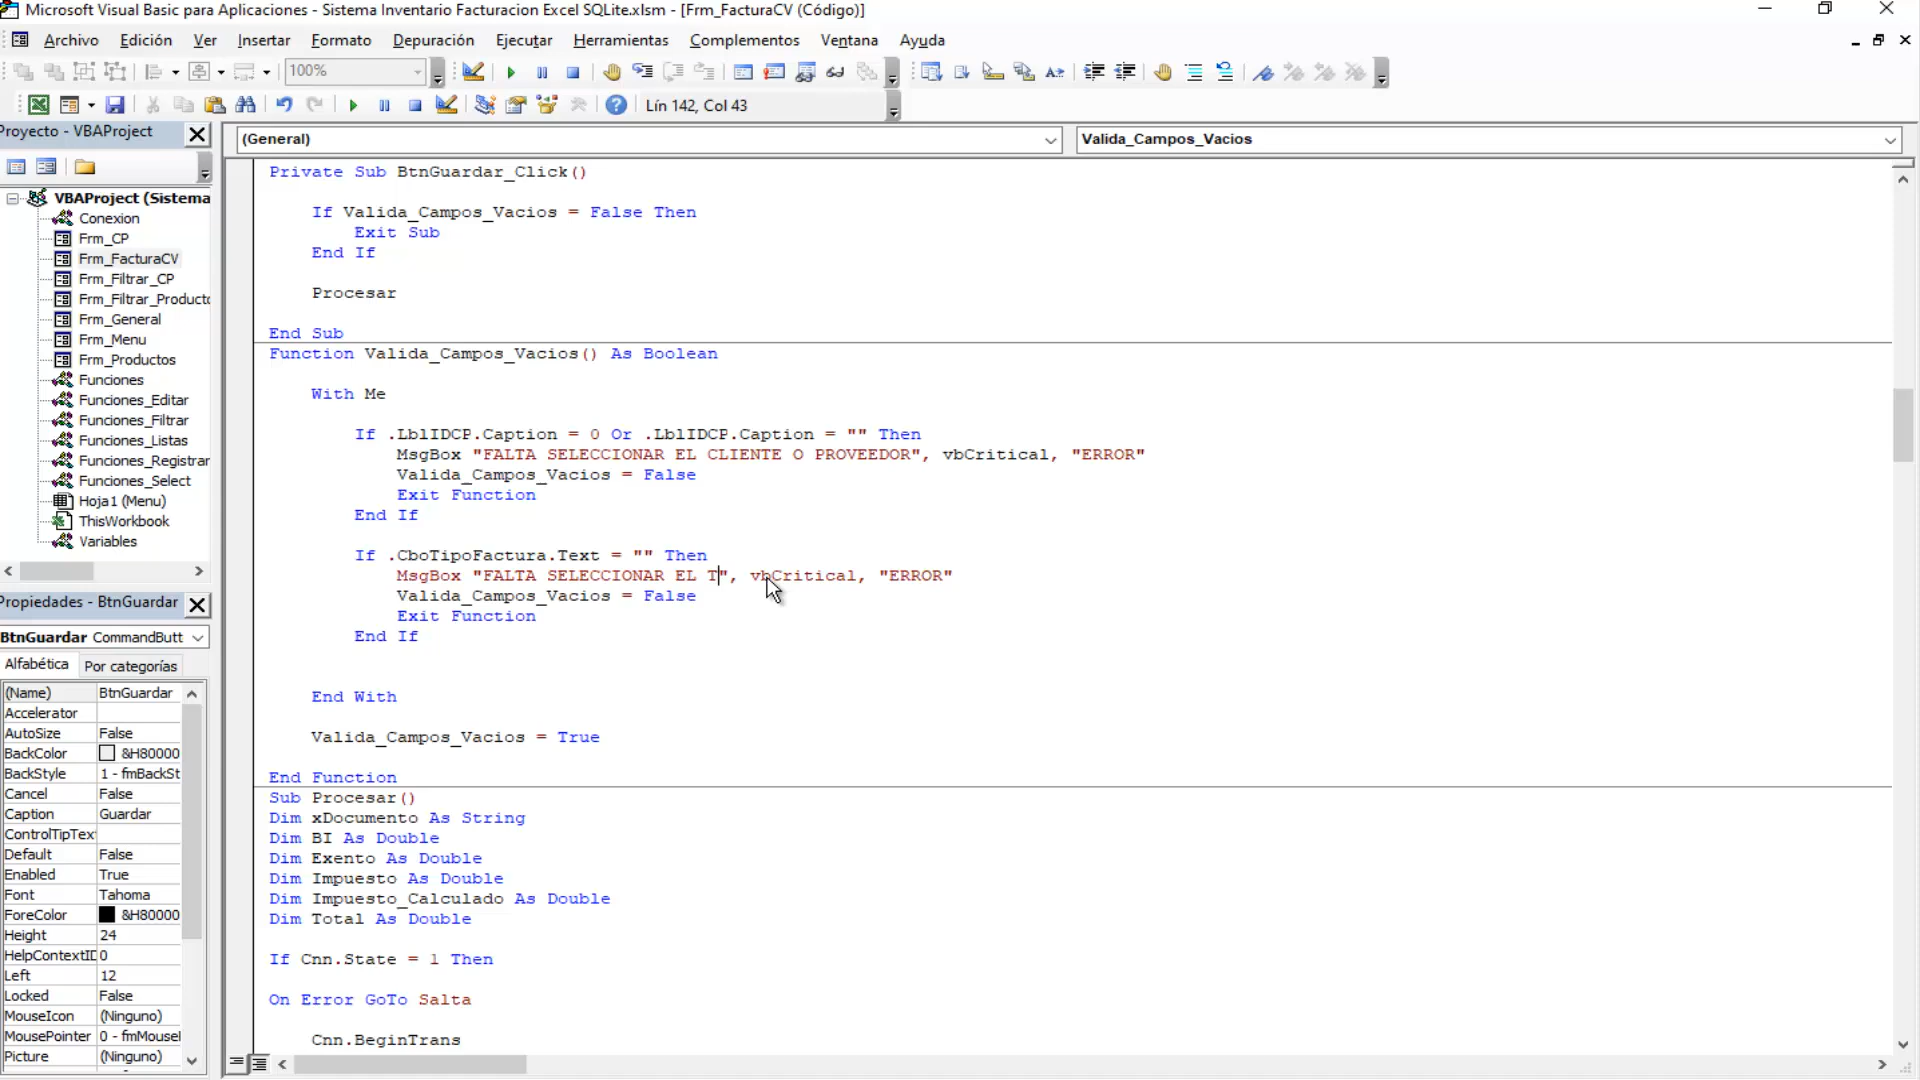 Microsoft Visual Basic para Aplicaciones - Sistema Inventario Facturacion Excel SQLite.xlsm - [Frm_FacturaCV (Código)]
Archivo Edición Ver Insertar Formato Depuración Ejecutar Herramientas Complementos Ventana Ayuda
100%
Lín 142, Col 43
Proyecto - VBAProject
(General) Valida_Campos_Vacios
VBAProject (Sistema
Conexion
Frm_CP
Frm_FacturaCV
Frm_Filtrar_CP
Frm_Filtrar_Producto
Frm_General
Frm_Menu
Frm_Productos
Funciones
Funciones_Editar
Funciones_Filtrar
Funciones_Listas
Funciones_Registrar
Funciones_Select
Hoja1 (Menu)
ThisWorkbook
Variables
Propiedades - BtnGuardar
BtnGuardar CommandButt
Alfabética Por categorías
(Name) BtnGuardar
Accelerator
AutoSize False
BackColor &H80000
BackStyle 1 - fmBackSt
Cancel False
Caption Guardar
ControlTipText
Default False
Enabled True
Font Tahoma
ForeColor &H80000
Height 24
HelpContextID 0
Left 12
Locked False
MouseIcon (Ninguno)
MousePointer 0 - fmMouseI
Picture (Ninguno)
Private Sub BtnGuardar_Click()
If Valida_Campos_Vacios = False Then
Exit Sub
End If
Procesar
End Sub
Function Valida_Campos_Vacios() As Boolean
With Me
If .LblIDCP.Caption = 0 Or .LblIDCP.Caption = "" Then
MsgBox "FALTA SELECCIONAR EL CLIENTE O PROVEEDOR", vbCritical, "ERROR"
Valida_Campos_Vacios = False
Exit Function
End If
If .CboTipoFactura.Text = "" Then
MsgBox "FALTA SELECCIONAR EL T", vbCritical, "ERROR"
Valida_Campos_Vacios = False
Exit Function
End If
End With
Valida_Campos_Vacios = True
End Function
Sub Procesar()
Dim xDocumento As String
Dim BI As Double
Dim Exento As Double
Dim Impuesto As Double
Dim Impuesto_Calculado As Double
Dim Total As Double
If Cnn.State = 1 Then
On Error GoTo Salta
Cnn.BeginTrans